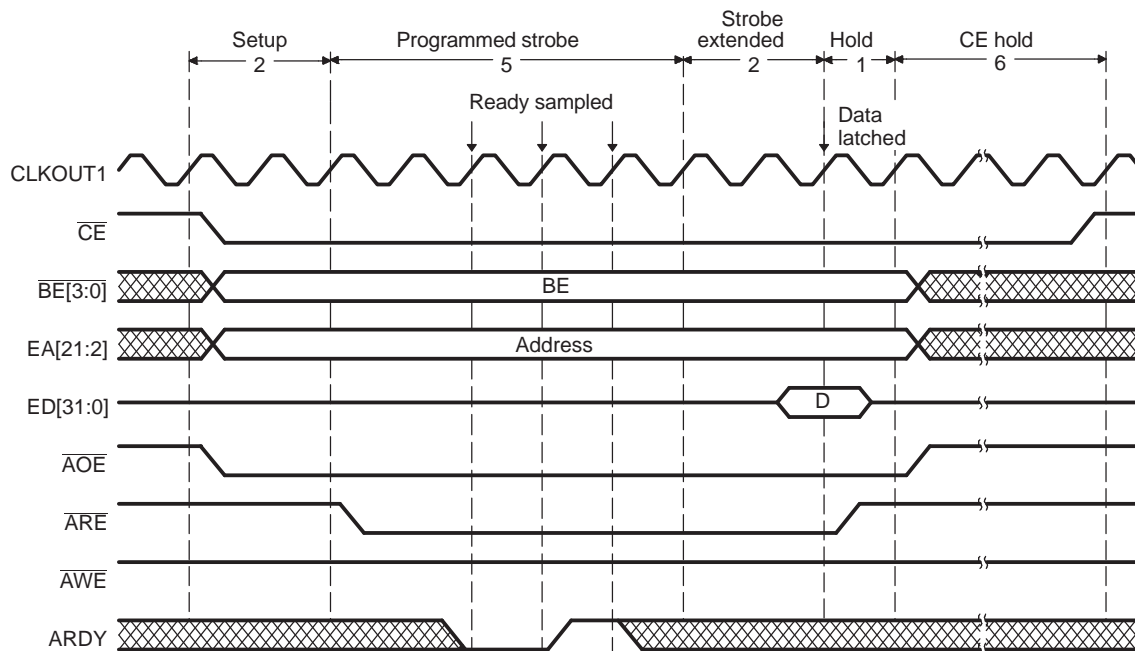 Setup
2
Programmed strobe
5
Strobe
extended
2
Hold
1
CE hold
6
Ready sampled
Data
latched
CLKOUT1
CE
BE[3:0]
BE
EA[21:2]
Address
ED[31:0]
D
AOE
ARE
AWE
ARDY